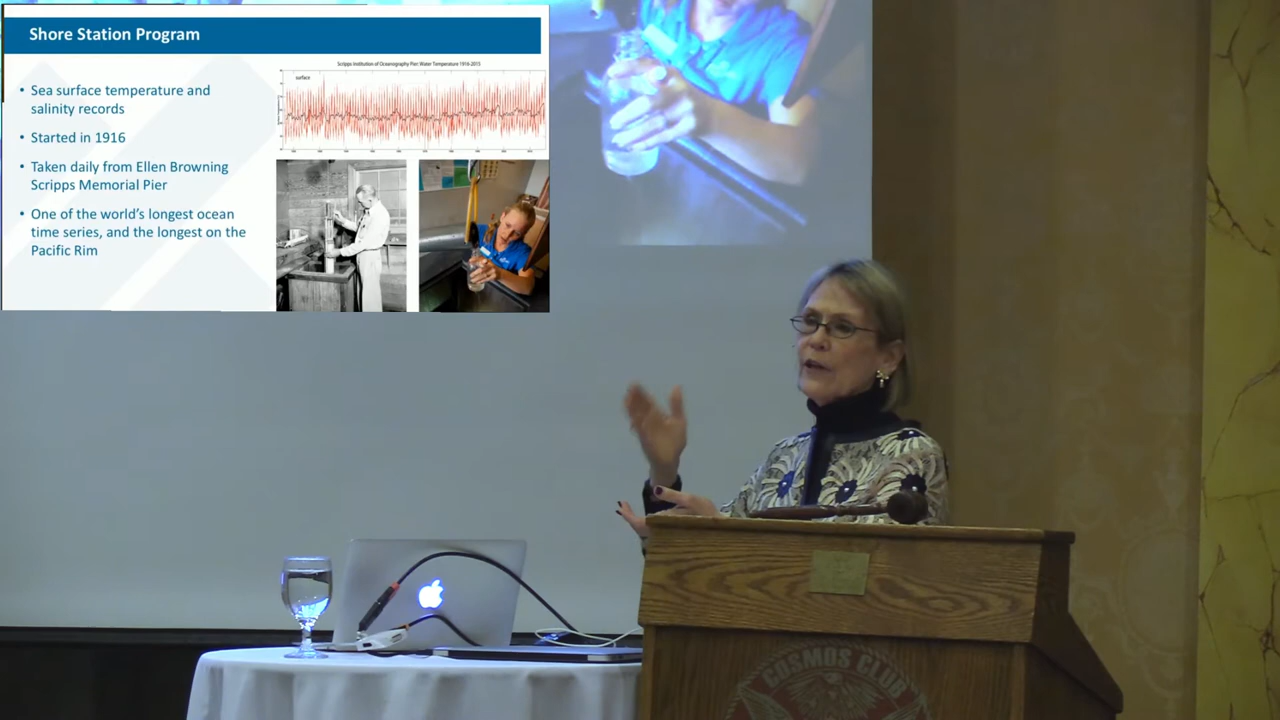 Shore Station Program
Scripps Institution of Oceanography Pier: Water Temperature 1916-2015
surface
• Sea surface temperature and
salinity records
• Started in 1916
• Taken daily from Ellen Browning
Scripps Memorial Pier
• One of the world's longest ocean
time series, and the longest on the
Pacific Rim
COSMOS CLUB